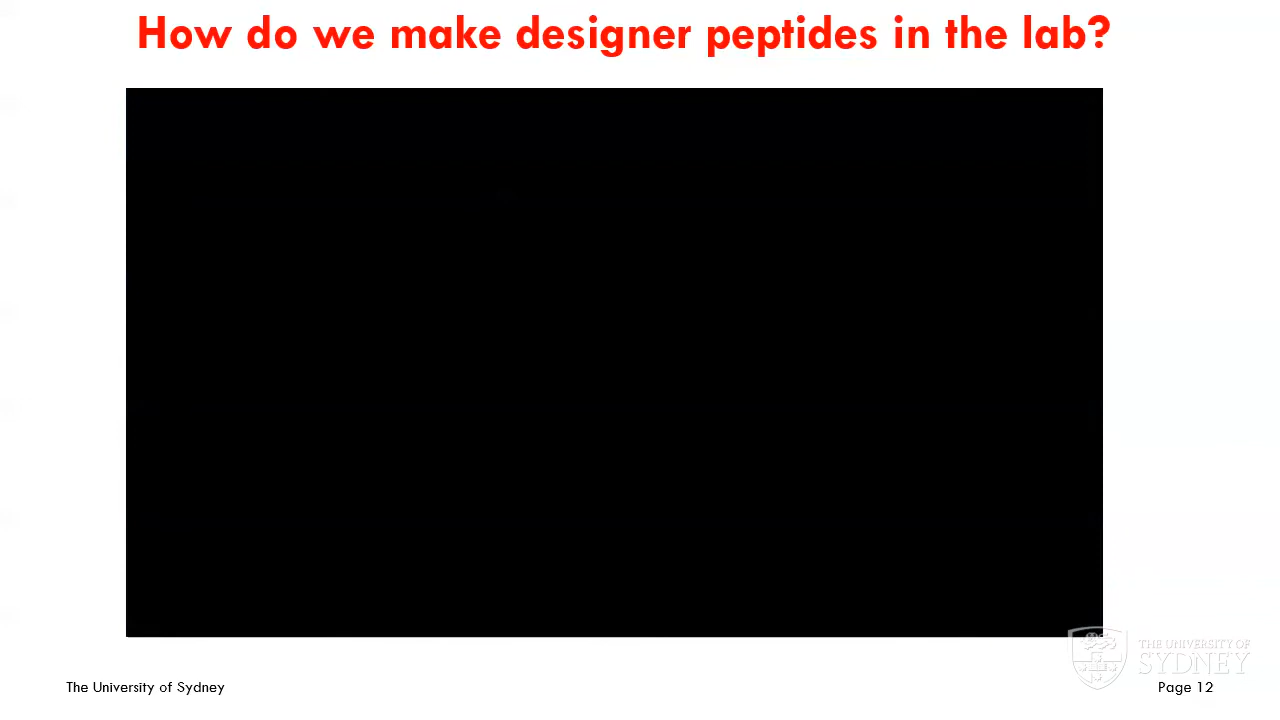 How do we make designer peptides in the lab?
THE UNIVERSITY OF
SYDNEY
The University of Sydney
Page 12